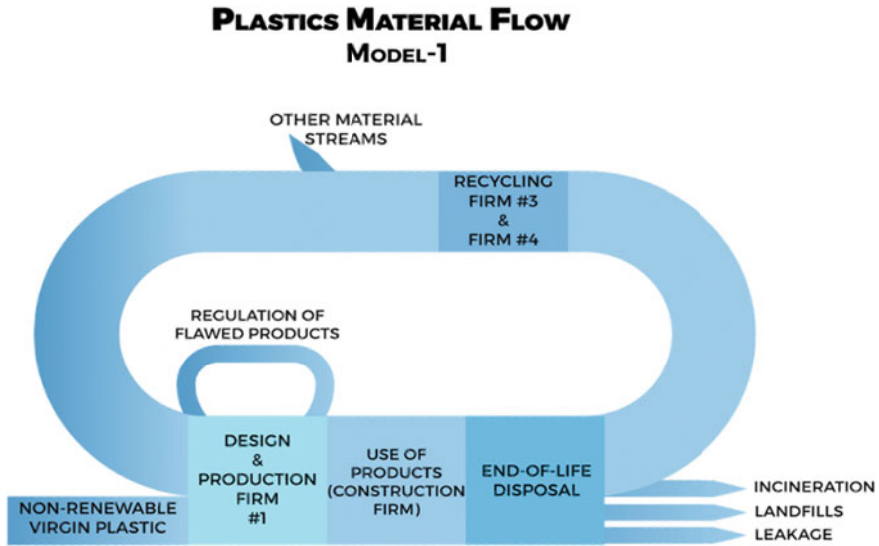 PLASTICS MATERIAL FLOW
MODEL-1
OTHER MATERIAL
STREAMS
RECYCLING
FIRM #3
&
FIRM #4
REGULATION OF
FLAWED PRODUCTS
DESIGN
&
PRODUCTION
FIRM
#1
USE OF
PRODUCTS
(CONSTRUCTION
FIRM)
END-OF-LIFE
DISPOSAL
NON-RENEWABLE
VIRGIN PLASTIC
INCINERATION
LANDFILLS
LEAKAGE